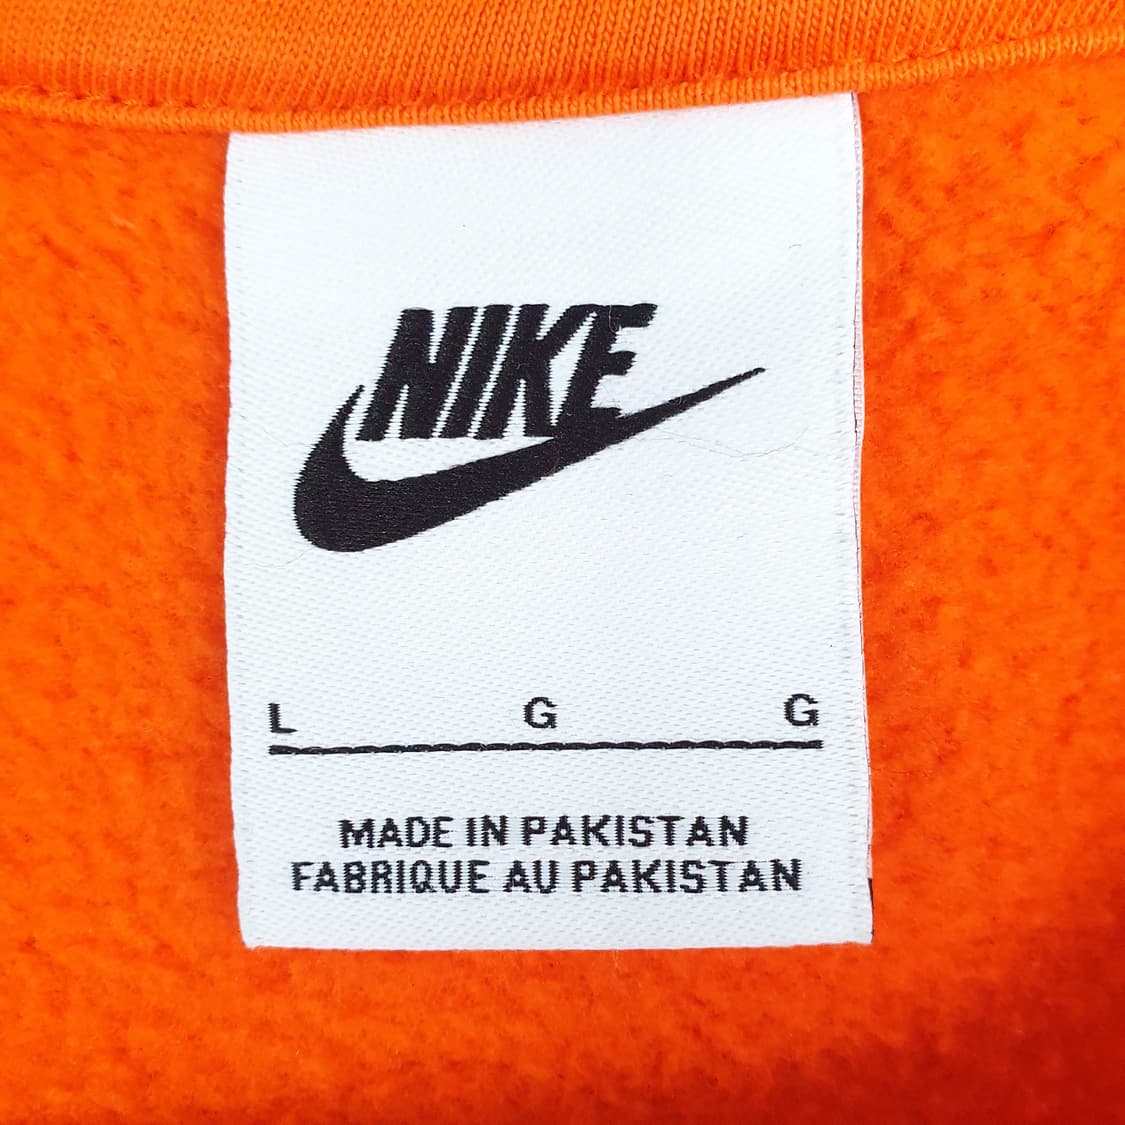 NIKE
L G G
MADE IN PAKISTAN
FABRIQUE AU PAKISTAN